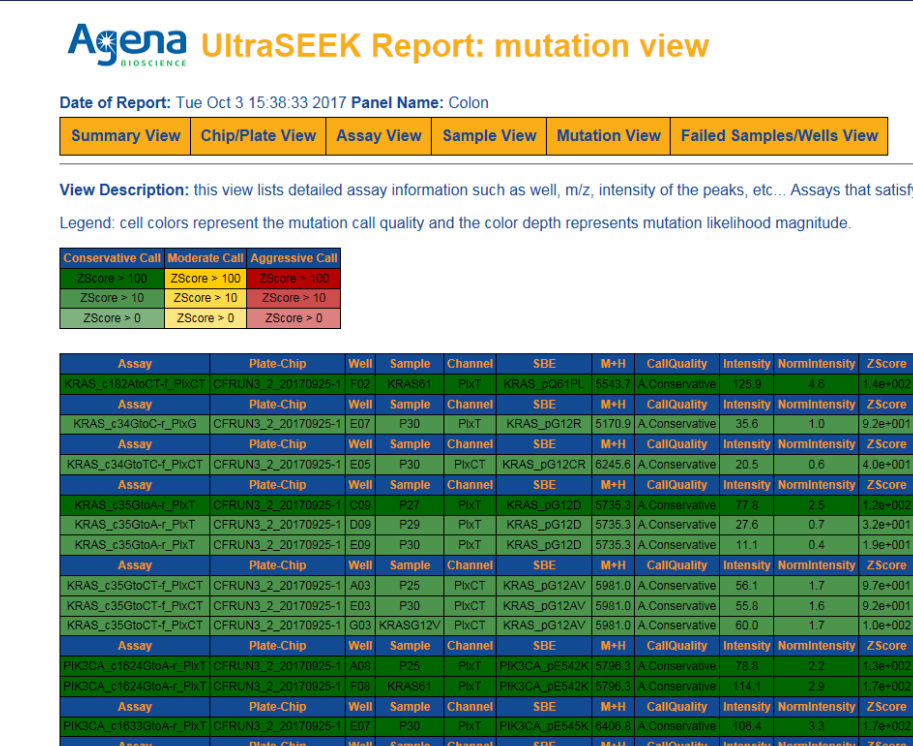 Agena BIOSCIENCE UltraSEEK Report: mutation view
Date of Report: Tue Oct 3 15:38:33 2017 Panel Name: Colon
Summary View Chip/Plate View Assay View Sample View Mutation View Failed Samples/Wells View
View Description: this view lists detailed assay information such as well, m/z, intensity of the peaks, etc... Assays that satisfy
Legend: cell colors represent the mutation call quality and the color depth represents mutation likelihood magnitude.
Conservative Call Moderate Call Aggressive Call
ZScore > 100 ZScore > 100 ZScore > 100
ZScore > 10 ZScore > 10 ZScore > 10
ZScore > 0 ZScore > 0 ZScore > 0
Assay Plate-Chip Well Sample Channel SBE M+H CallQuality Intensity NormIntensity ZScore
KRAS_c182AtoCT-f_PlxCT CFRUN3_2_20170925-1 F02 KRAS61 PlxT KRAS_pQ61PL 5543.7 A.Conservative 125.9 4.6 1.4e+002
Assay Plate-Chip Well Sample Channel SBE M+H CallQuality Intensity NormIntensity ZScore
KRAS_c34GtoC-r_PlxG CFRUN3_2_20170925-1 E07 P30 PlxT KRAS_pG12R 5170.9 A.Conservative 35.6 1.0 9.2e+001
Assay Plate-Chip Well Sample Channel SBE M+H CallQuality Intensity NormIntensity ZScore
KRAS_c34GtoTC-f_PlxCT CFRUN3_2_20170925-1 E05 P30 PlxCT KRAS_pG12CR 6245.6 A.Conservative 20.5 0.6 4.0e+001
Assay Plate-Chip Well Sample Channel SBE M+H CallQuality Intensity NormIntensity ZScore
KRAS_c35GtoA-r_PlxT CFRUN3_2_20170925-1 C09 P27 PlxT KRAS_pG12D 5735.3 A.Conservative 77.8 2.5 1.2e+002
KRAS_c35GtoA-r_PlxT CFRUN3_2_20170925-1 D09 P29 PlxT KRAS_pG12D 5735.3 A.Conservative 27.6 0.7 3.2e+001
KRAS_c35GtoA-r_PlxT CFRUN3_2_20170925-1 E09 P30 PlxT KRAS_pG12D 5735.3 A.Conservative 11.1 0.4 1.9e+001
Assay Plate-Chip Well Sample Channel SBE M+H CallQuality Intensity NormIntensity ZScore
KRAS_c35GtoCT-f_PlxCT CFRUN3_2_20170925-1 A03 P25 PlxCT KRAS_pG12AV 5981.0 A.Conservative 56.1 1.7 9.7e+001
KRAS_c35GtoCT-f_PlxCT CFRUN3_2_20170925-1 E03 P30 PlxCT KRAS_pG12AV 5981.0 A.Conservative 55.8 1.6 9.2e+001
KRAS_c35GtoCT-f_PlxCT CFRUN3_2_20170925-1 G03 KRASG12V PlxCT KRAS_pG12AV 5981.0 A.Conservative 60.0 1.7 1.0e+002
Assay Plate-Chip Well Sample Channel SBE M+H CallQuality Intensity NormIntensity ZScore
PIK3CA_c1624GtoA-r_PlxT CFRUN3_2_20170925-1 A08 P25 PlxT PIK3CA_pE542K 5796.3 A.Conservative 78.8 2.2 1.3e+002
PIK3CA_c1624GtoA-r_PlxT CFRUN3_2_20170925-1 F08 KRAS61 PlxT PIK3CA_pE542K 5796.3 A.Conservative 114.1 2.9 1.7e+002
Assay Plate-Chip Well Sample Channel SBE M+H CallQuality Intensity NormIntensity ZScore
PIK3CA_c1633GtoA-r_PlxT CFRUN3_2_20170925-1 E07 P30 PlxT PIK3CA_pE545K 6406.8 A.Conservative 106.4 3.3 1.7e+002
Assay Plate-Chip Well Sample Channel SBE M+H CallQuality Intensity NormIntensity ZScore